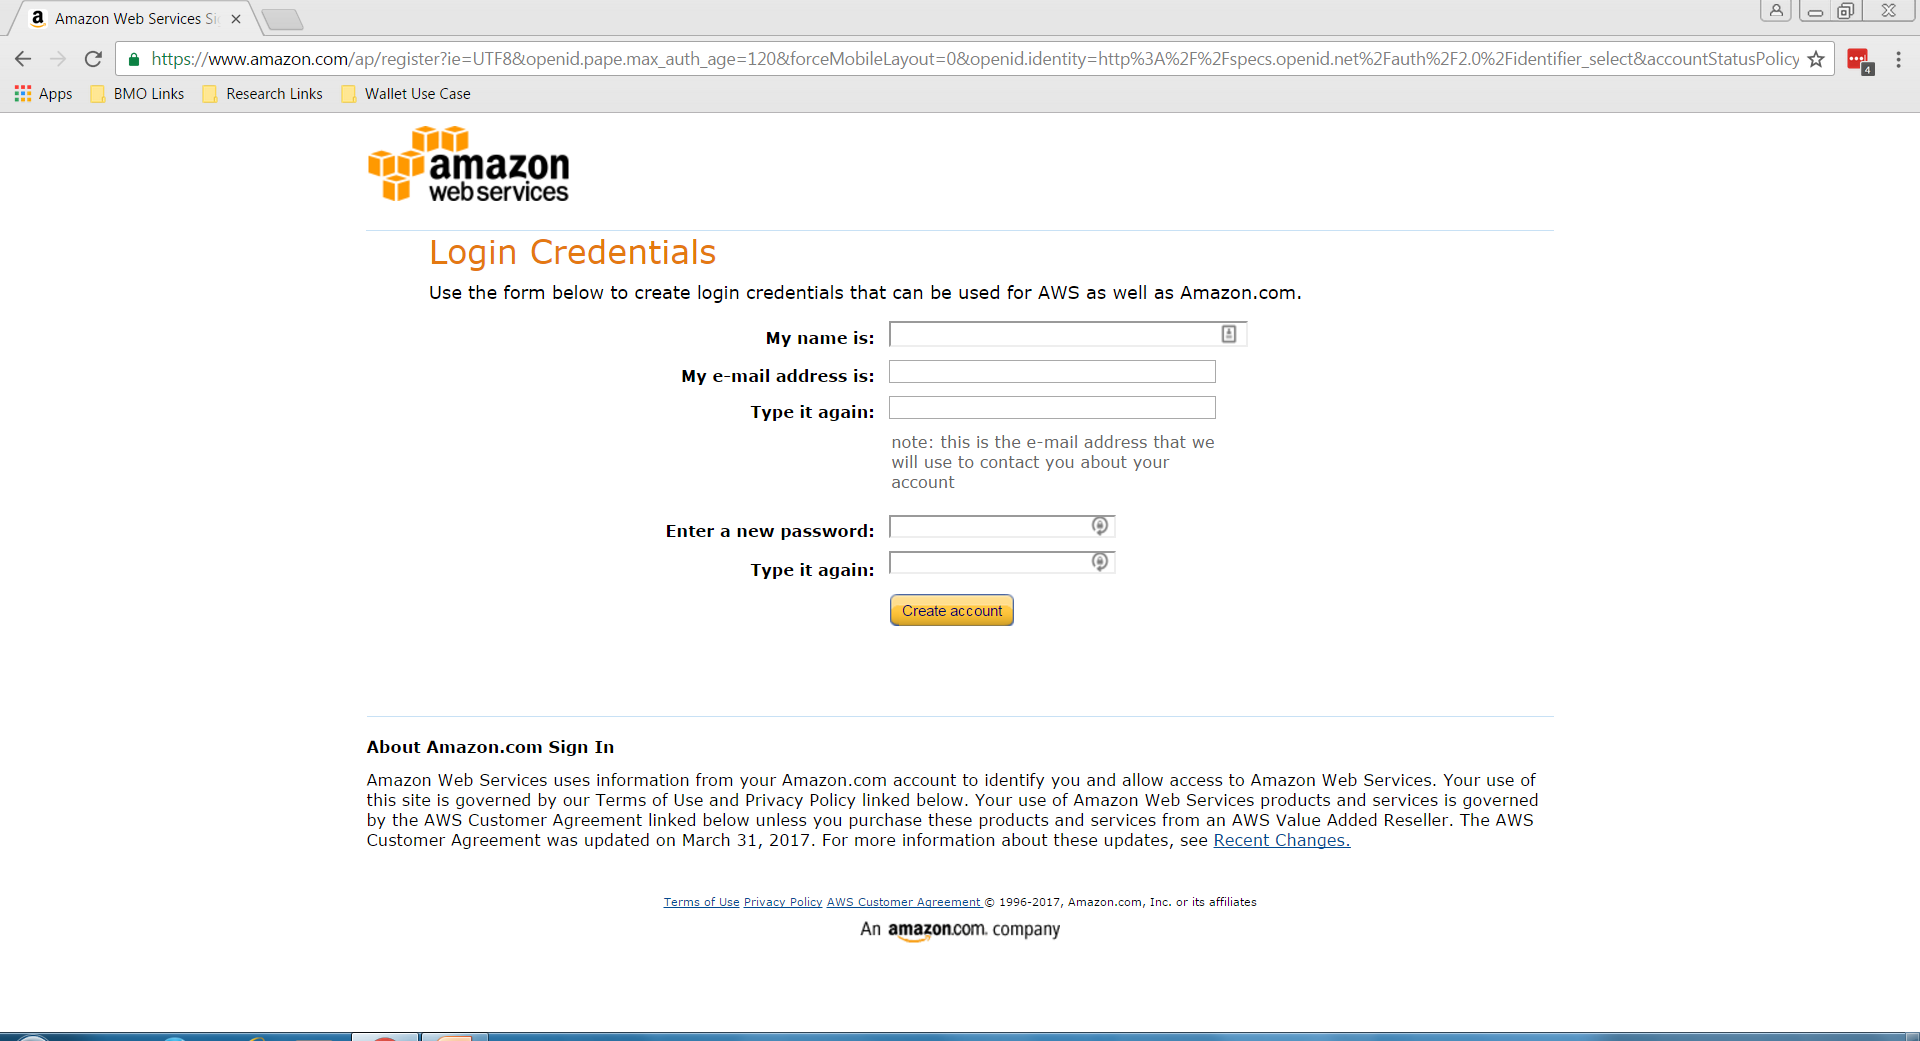 Amazon Web Services Si
https://www.amazon.com/ap/register?ie=UTF8&openid.pape.max_auth_age=120&forceMobileLayout=0&openid.identity=http%3A%2F%2Fspecs.openid.net%2Fauth%2F2.0%2Fidentifier_select&accountStatusPolicy
4
Apps BMO Links Research Links Wallet Use Case
amazon
web services
Login Credentials
Use the form below to create login credentials that can be used for AWS as well as Amazon.com.
My name is:
My e-mail address is:
Type it again:
note: this is the e-mail address that we
will use to contact you about your
account
Enter a new password:
Type it again:
Create account
About Amazon.com Sign In
Amazon Web Services uses information from your Amazon.com account to identify you and allow access to Amazon Web Services. Your use of
this site is governed by our Terms of Use and Privacy Policy linked below. Your use of Amazon Web Services products and services is governed
by the AWS Customer Agreement linked below unless you purchase these products and services from an AWS Value Added Reseller. The AWS
Customer Agreement was updated on March 31, 2017. For more information about these updates, see Recent Changes.
Terms of Use Privacy Policy AWS Customer Agreement © 1996-2017, Amazon.com, Inc. or its affiliates
An amazon.com. company